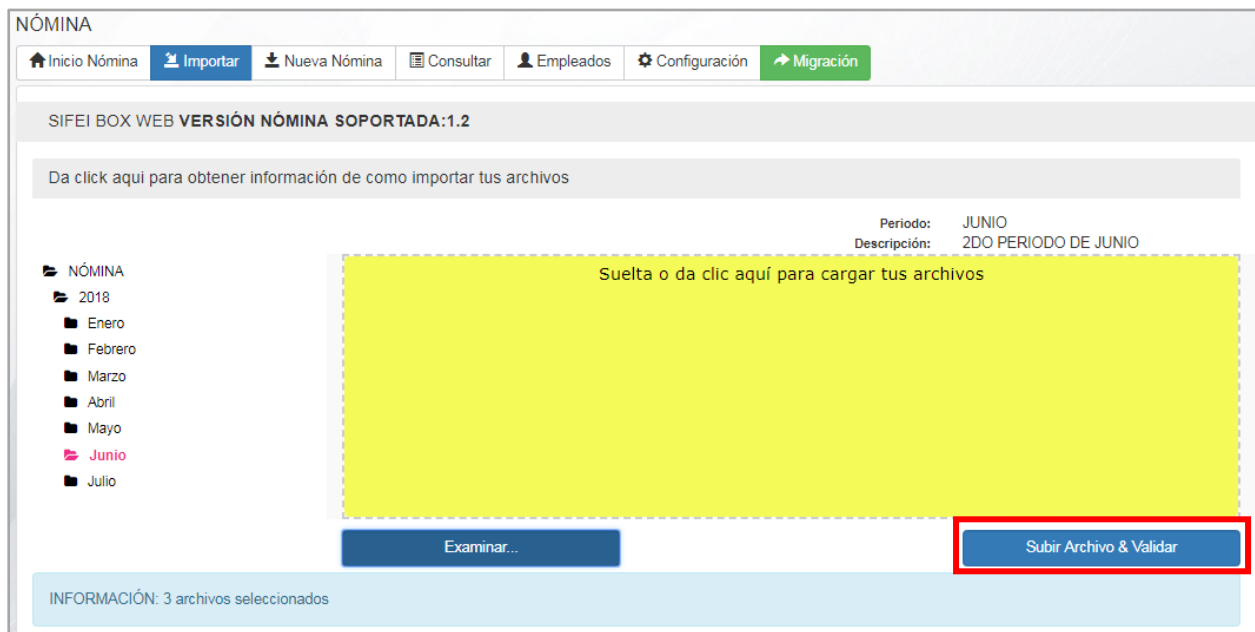 NÓMINA
Inicio Nómina Importar Nueva Nómina Consultar Empleados Configuración Migración
SIFEI BOX WEB VERSIÓN NÓMINA SOPORTADA:1.2
Da click aqui para obtener información de como importar tus archivos
Periodo: JUNIO
Descripción: 2DO PERIODO DE JUNIO
NÓMINA
2018
Enero
Febrero
Marzo
Abril
Mayo
Junio
Julio
Suelta o da clic aquí para cargar tus archivos
Examinar... Subir Archivo & Validar
INFORMACIÓN: 3 archivos seleccionados